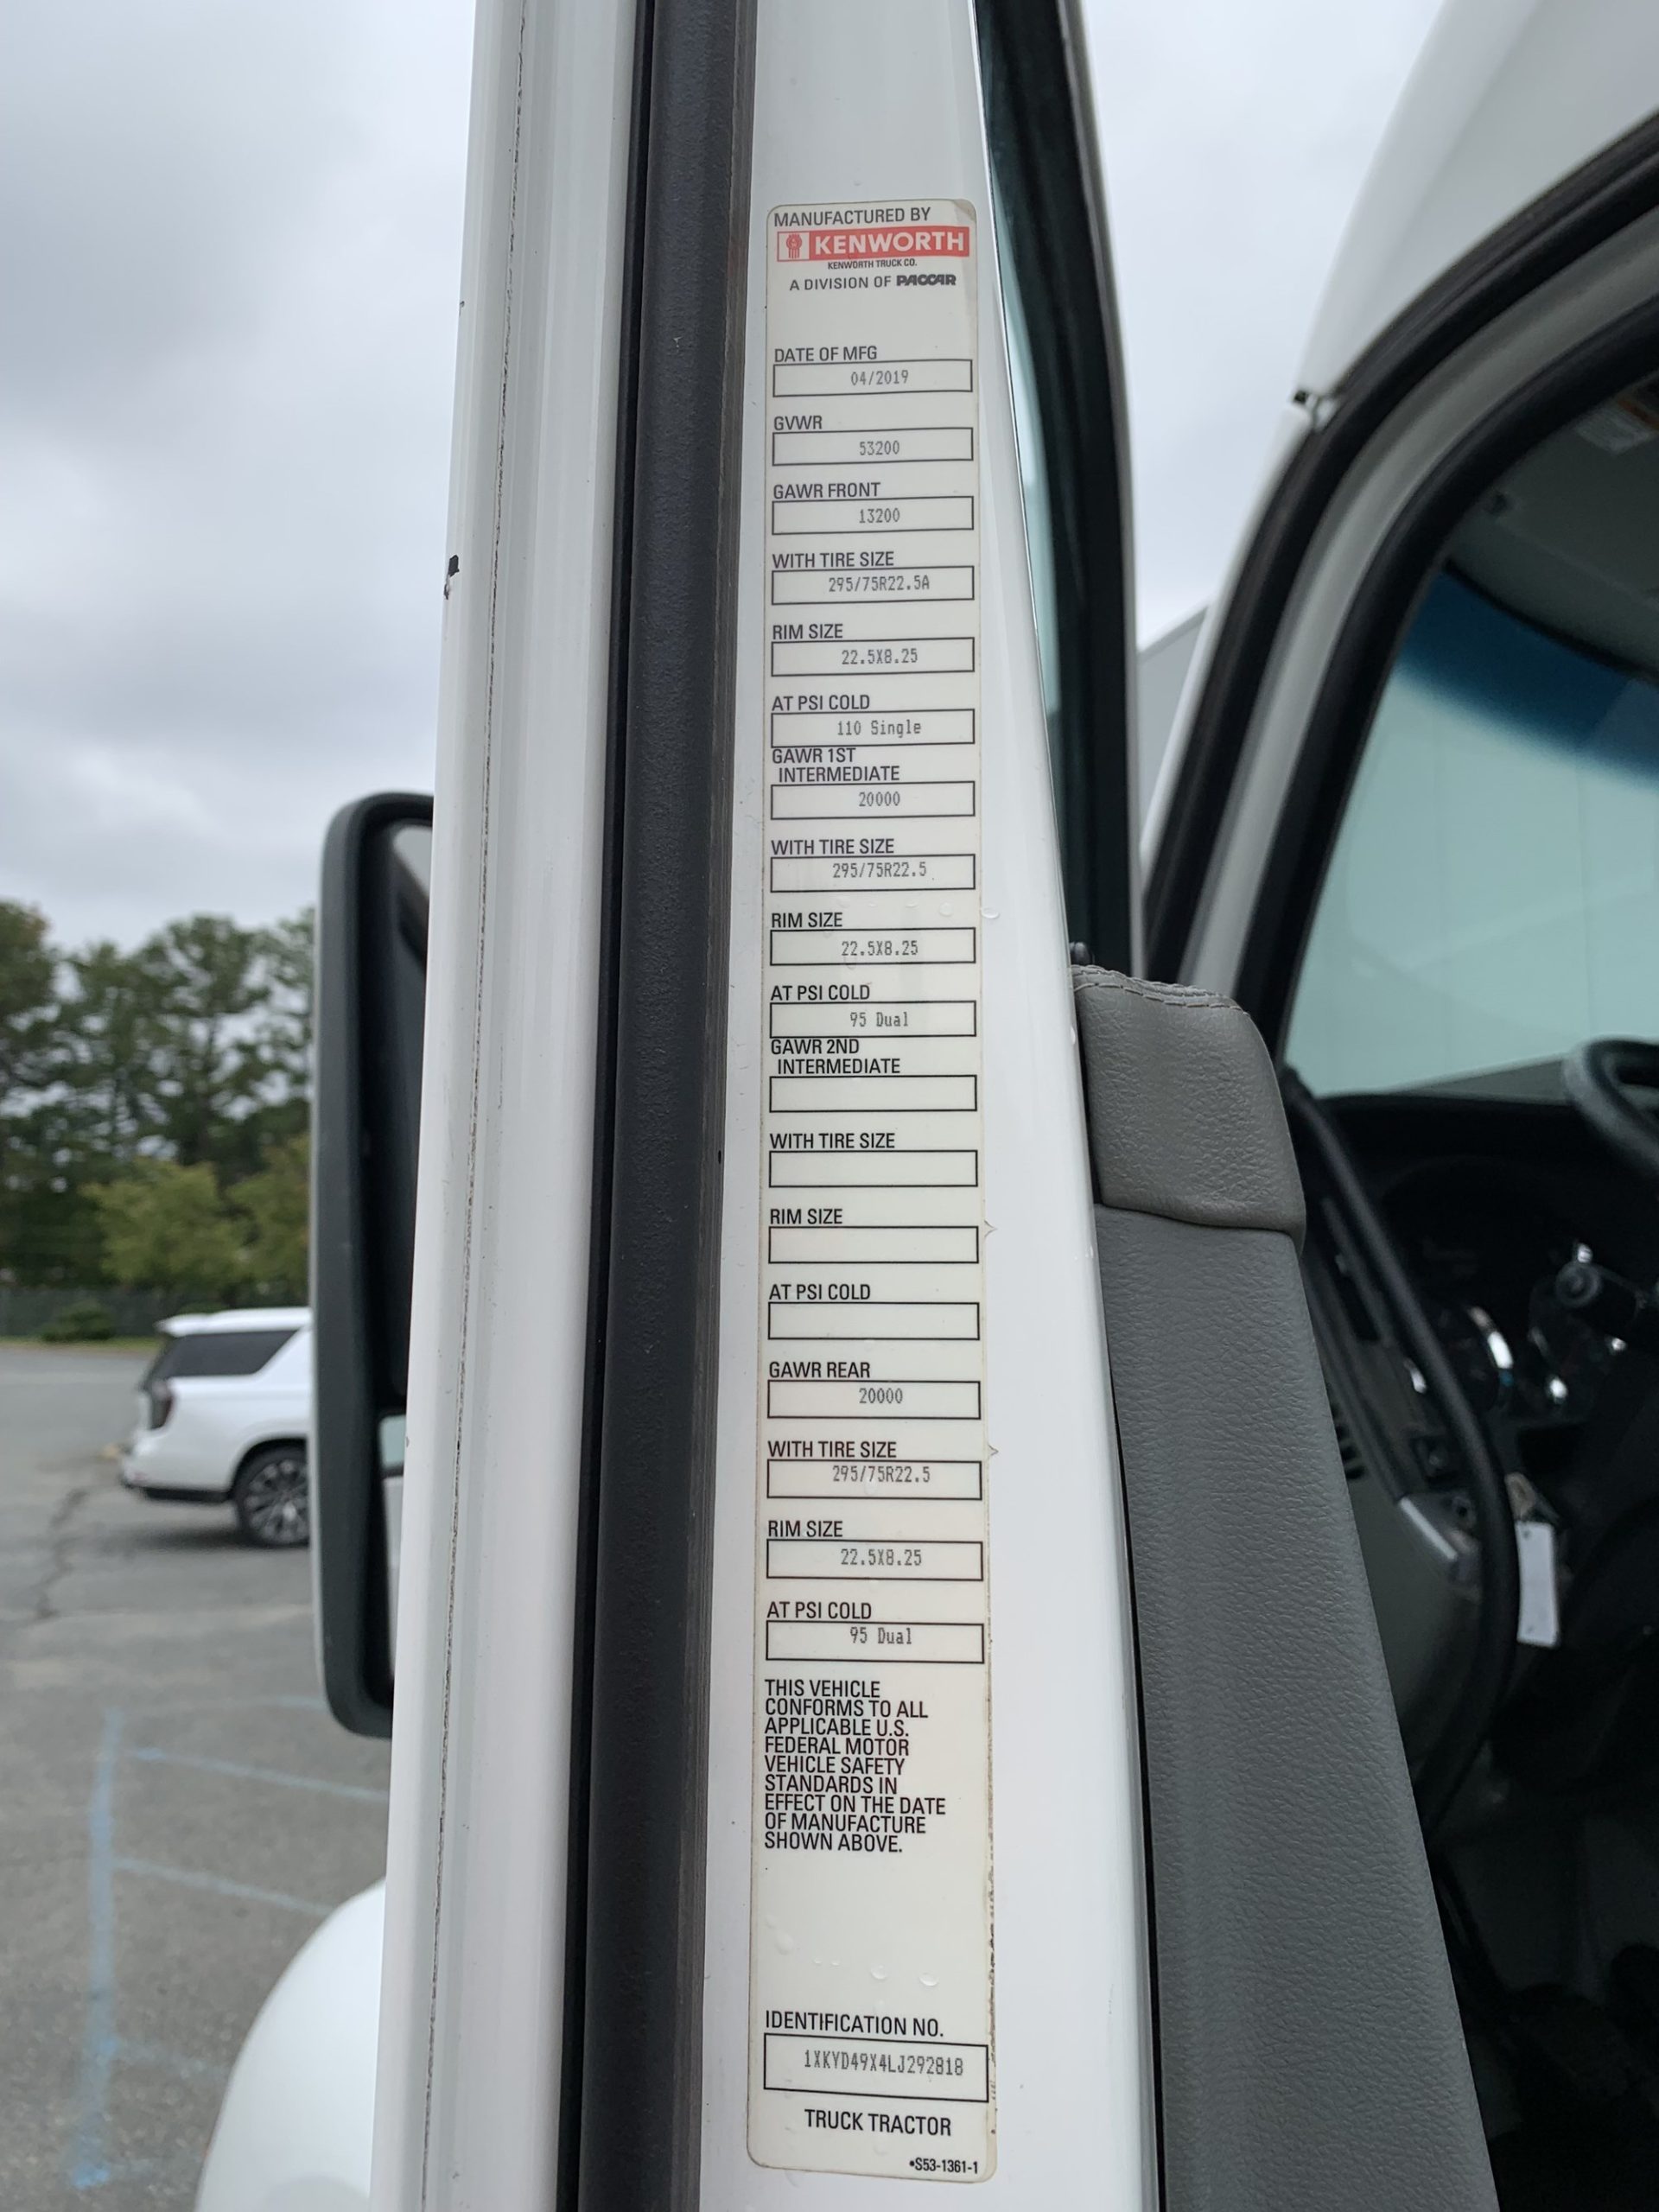 MANUFACTURED BY
KENWORTH
KENWORTH TRUCK CO.
A DIVISION OF PACCAR
DATE OF MFG
04/2019
GVWR
53200
GAWR FRONT
13200
WITH TIRE SIZE
295/75R22.5A
RIM SIZE
22.5X8.25
AT PSI COLD
110 Single
GAWR 1ST
INTERMEDIATE
20000
WITH TIRE SIZE
295/75R22.5
RIM SIZE
22.5X8.25
AT PSI COLD
95 Dual
GAWR 2ND
INTERMEDIATE
WITH TIRE SIZE
RIM SIZE
AT PSI COLD
GAWR REAR
20000
WITH TIRE SIZE
295/75R22.5
RIM SIZE
22.5X8.25
AT PSI COLD
95 Dual
THIS VEHICLE
CONFORMS TO ALL
APPLICABLE U.S.
FEDERAL MOTOR
VEHICLE SAFETY
STANDARDS IN
EFFECT ON THE DATE
OF MANUFACTURE
SHOWN ABOVE.
IDENTIFICATION NO.
1XKYD49X4LJ292818
TRUCK TRACTOR
•S53-1361-1